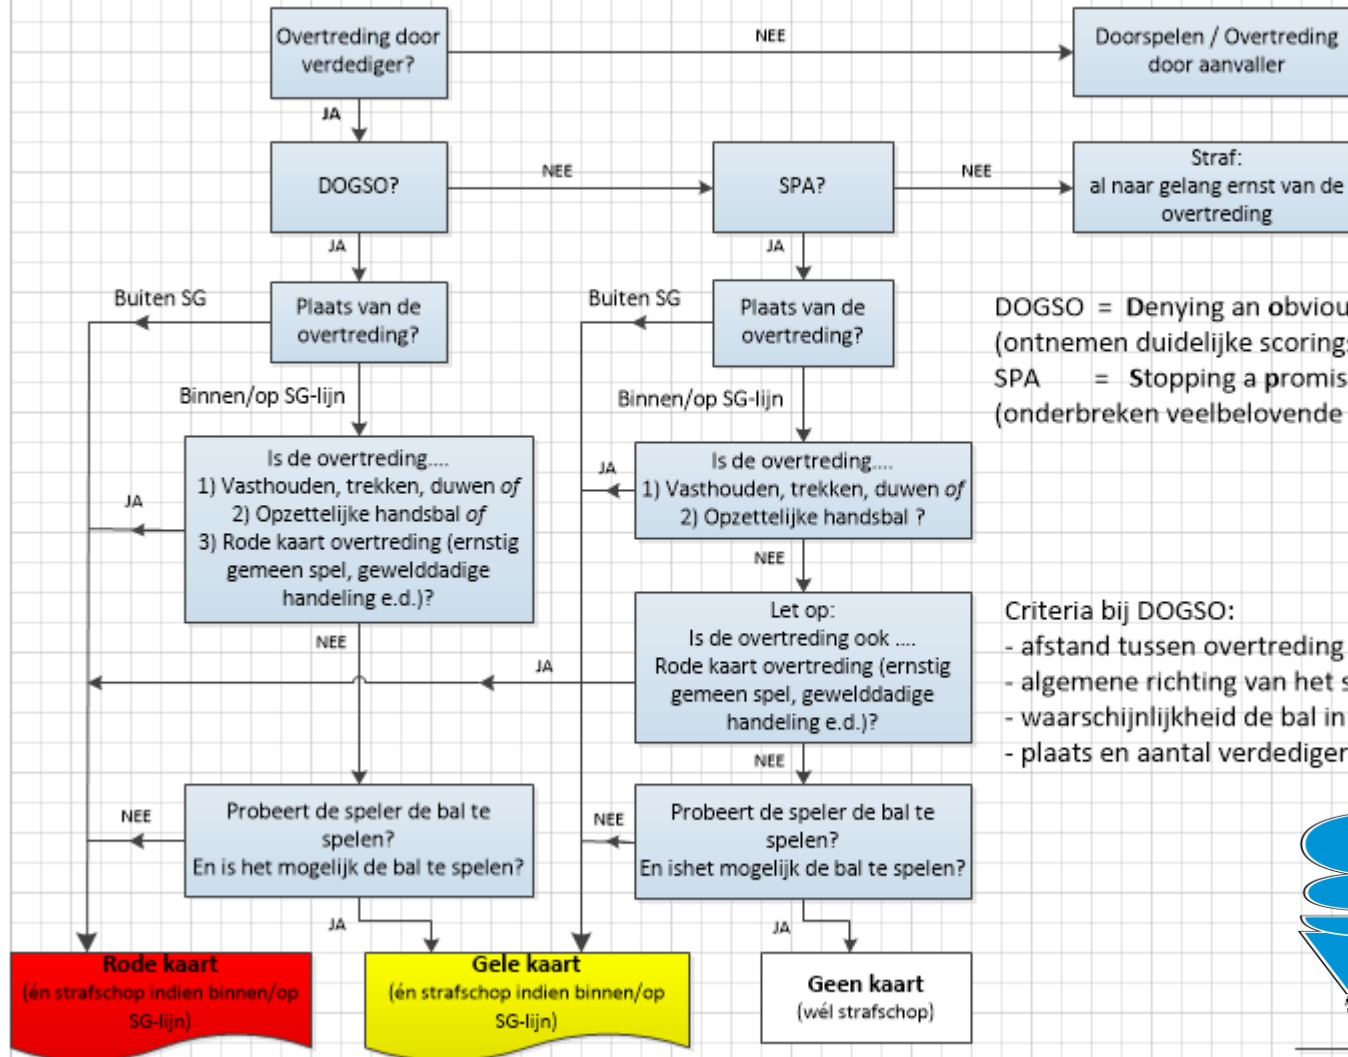 Overtreding door
verdediger?
NEE
Doorspelen / Overtreding
door aanvaller
JA
DOGSO?
NEE
SPA?
NEE
Straf:
al naar gelang ernst van de
overtreding
JA
JA
Buiten SG
Plaats van de
overtreding?
Buiten SG
Plaats van de
overtreding?
DOGSO = Denying an obviou
(ontnemen duidelijke scorings
SPA = Stopping a promis
(onderbreken veelbelovende
Binnen/op SG-lijn
Binnen/op SG-lijn
Is de overtreding....
1) Vasthouden, trekken, duwen of
2) Opzettelijke handsbal of
3) Rode kaart overtreding (ernstig
gemeen spel, gewelddadige
handeling e.d.)?
JA
Is de overtreding....
1) Vasthouden, trekken, duwen of
2) Opzettelijke handsbal ?
JA
NEE
NEE
Let op:
Is de overtreding ook ....
Rode kaart overtreding (ernstig
gemeen spel, gewelddadige
handeling e.d.)?
JA
Criteria bij DOGSO:
- afstand tussen overtreding
- algemene richting van het s
- waarschijnlijkheid de bal in
- plaats en aantal verdediger
NEE
NEE
Probeert de speler de bal te
spelen?
En is het mogelijk de bal te spelen?
NEE
Probeert de speler de bal te
spelen?
En ishet mogelijk de bal te spelen?
JA
JA
Rode kaart
(én strafschop indien binnen/op
SG-lijn)
Gele kaart
(én strafschop indien binnen/op
SG-lijn)
Geen kaart
(wél strafschop)